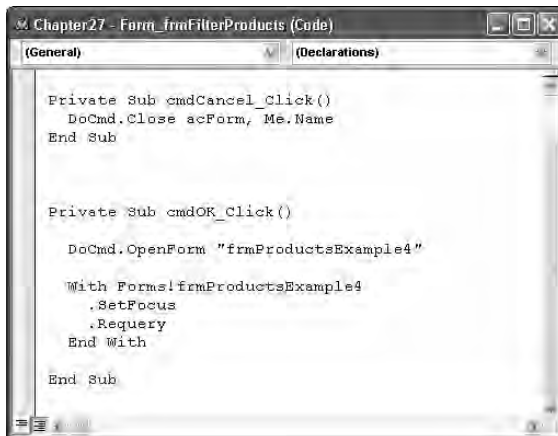 Chapter27 - Form_frmFilterProducts (Code)
(General) (Declarations)
Private Sub cmdCancel_Click()
DoCmd.Close acForm, Me.Name
End Sub
Private Sub cmdOK_Click()
DoCmd.OpenForm "frmProductsExample4"
With Forms!frmProductsExample4
.SetFocus
.Requery
End With
End Sub